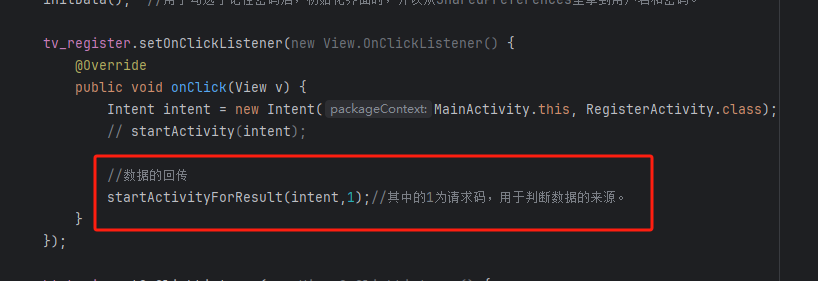 initData();  //用于勾选了记住密码后，初始化界面时，并以从SharedPreferences里拿到用户名和密码。
tv_register.setOnClickListener(new View.OnClickListener() {
@Override
public void onClick(View v) {
Intent intent = new Intent( packageContext: MainActivity.this, RegisterActivity.class);
// startActivity(intent);
//数据的回传
startActivityForResult(intent,1);//其中的1为请求码，用于判断数据的来源。
}
});